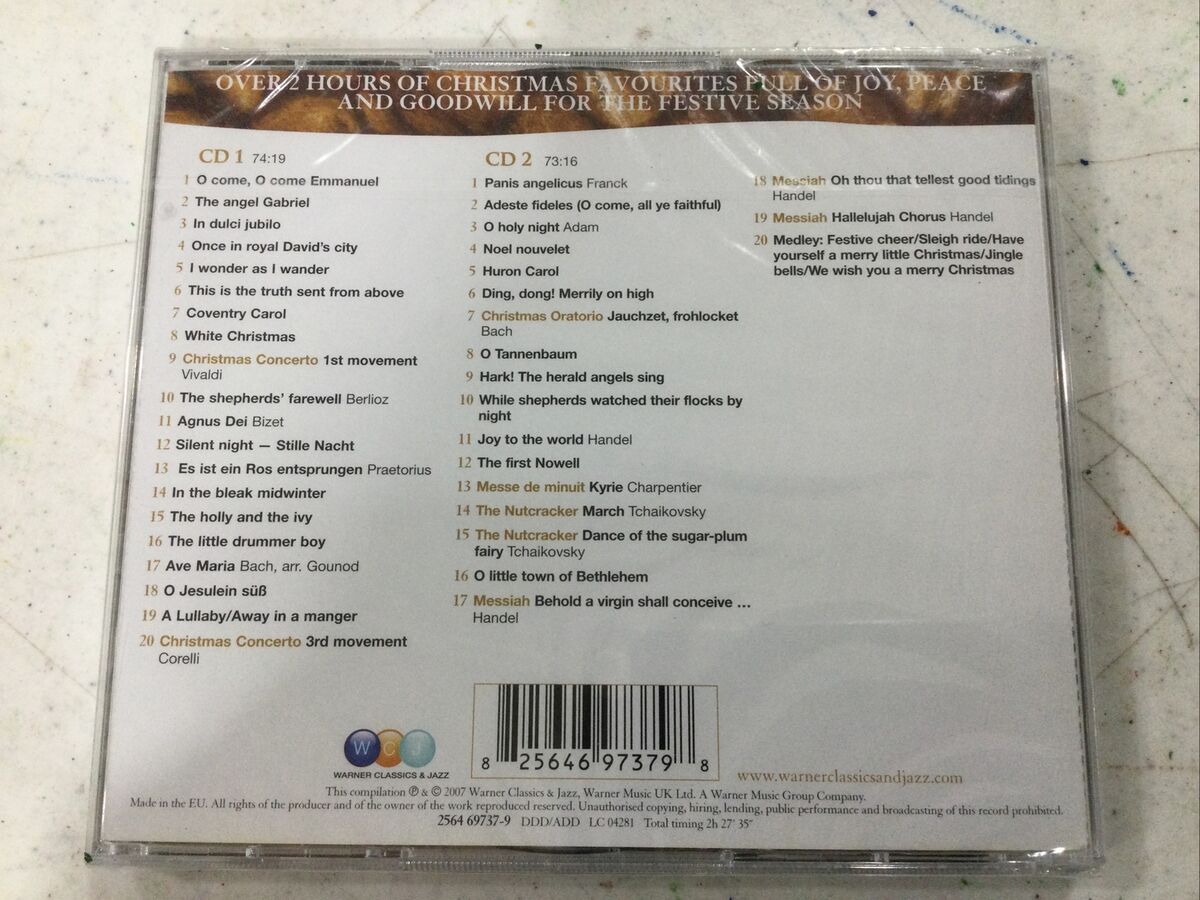 OVER 2 HOURS OF CHRISTMAS FAVOURITES FULL OF JOY, PEACE
AND GOODWILL FOR THE FESTIVE SEASON
CD 1 74:19
1 O come, O come Emmanuel
2 The angel Gabriel
3 In dulci jubilo
4 Once in royal David's city
5 I wonder as I wander
6 This is the truth sent from above
7 Coventry Carol
8 White Christmas
9 Christmas Concerto 1st movement
Vivaldi
10 The shepherds' farewell Berlioz
11 Agnus Dei Bizet
12 Silent night – Stille Nacht
13 Es ist ein Ros entsprungen Praetorius
14 In the bleak midwinter
15 The holly and the ivy
16 The little drummer boy
17 Ave Maria Bach, arr. Gounod
18 O Jesulein süß
19 A Lullaby/Away in a manger
20 Christmas Concerto 3rd movement
Corelli
CD 2 73:16
1 Panis angelicus Franck
2 Adeste fideles (O come, all ye faithful)
3 O holy night Adam
4 Noel nouvelet
5 Huron Carol
6 Ding, dong! Merrily on high
7 Christmas Oratorio Jauchzet, frohlocket
Bach
8 O Tannenbaum
9 Hark! The herald angels sing
10 While shepherds watched their flocks by
night
11 Joy to the world Handel
12 The first Nowell
13 Messe de minuit Kyrie Charpentier
14 The Nutcracker March Tchaikovsky
15 The Nutcracker Dance of the sugar-plum
fairy Tchaikovsky
16 O little town of Bethlehem
17 Messiah Behold a virgin shall conceive ...
Handel
18 Messiah Oh thou that tellest good tidings
Handel
19 Messiah Hallelujah Chorus Handel
20 Medley: Festive cheer/Sleigh ride/Have
yourself a merry little Christmas/Jingle
bells/We wish you a merry Christmas
WCJ
WARNER CLASSICS & JAZZ
8 25646 97379 8
www.warnerclassicsandjazz.com
This compilation ℗ & © 2007 Warner Classics & Jazz, Warner Music UK Ltd. A Warner Music Group Company.
Made in the EU. All rights of the producer and of the owner of the work reproduced reserved. Unauthorised copying, hiring, lending, public performance and broadcasting of this record prohibited.
2564 69737-9 DDD/ADD LC 04281 Total timing 2h 27' 35"